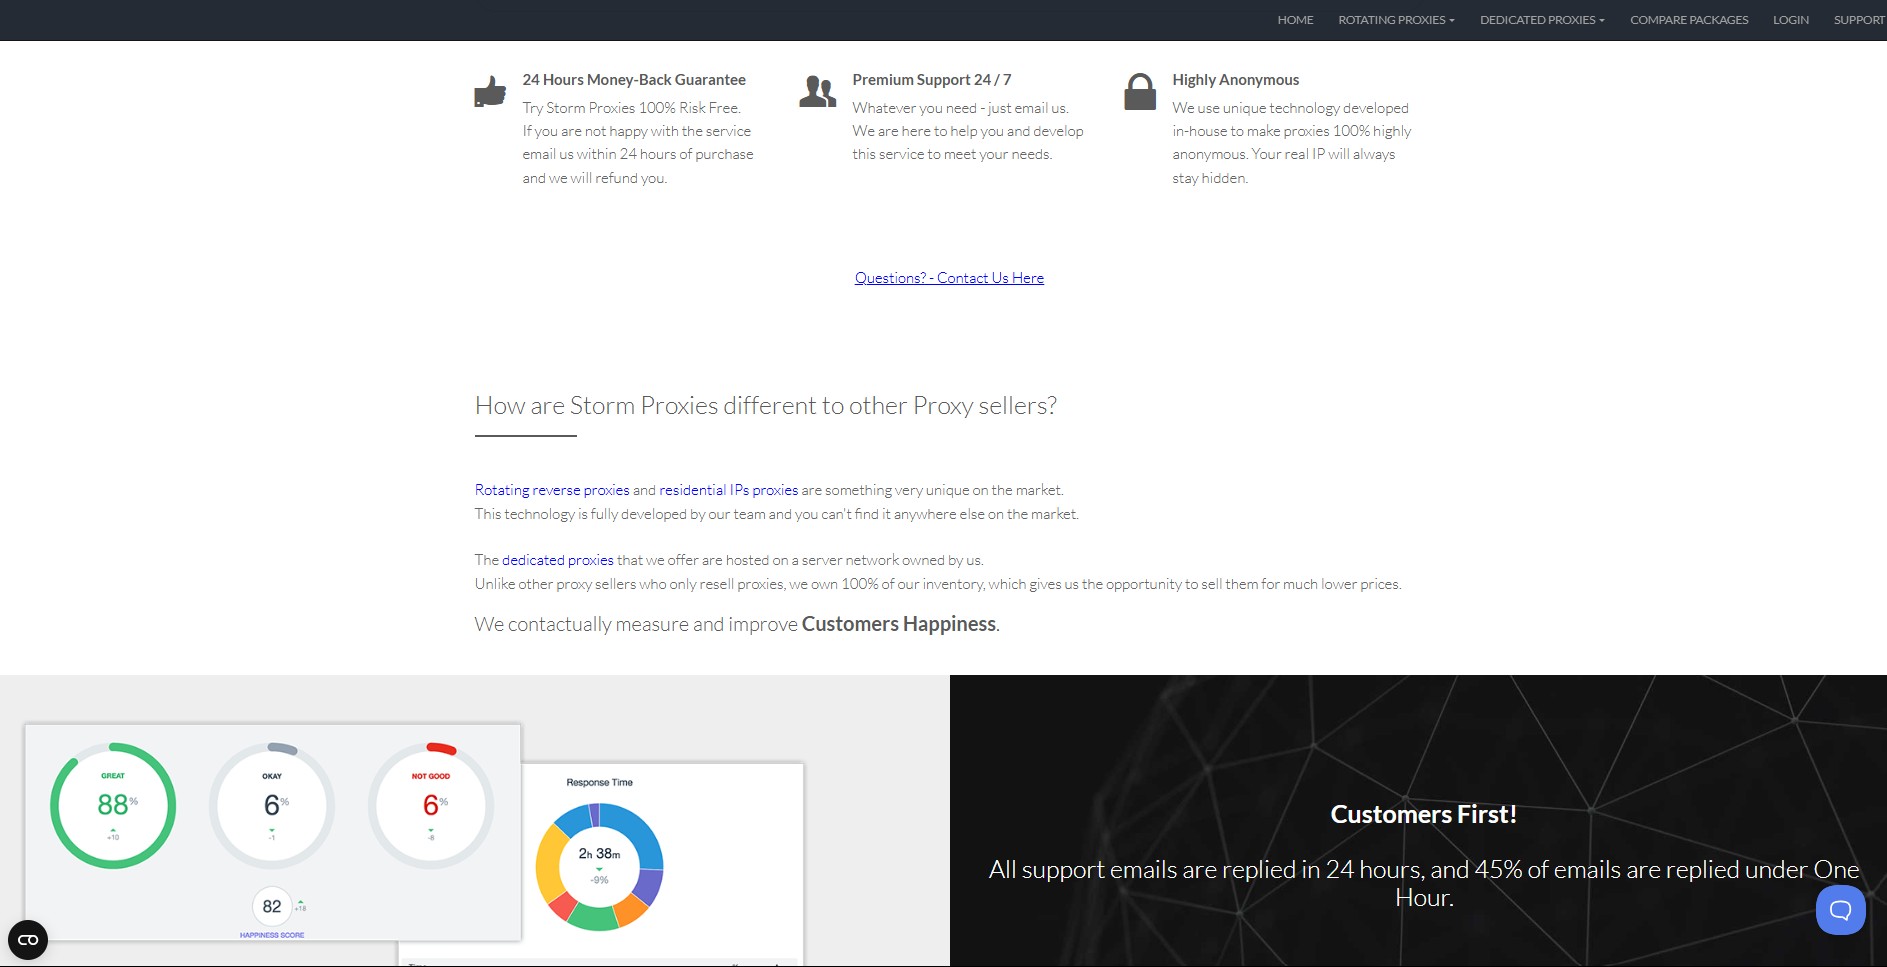 HOME ROTATING PROXIES DEDICATED PROXIES COMPARE PACKAGES LOGIN SUPPORT
24 Hours Money-Back Guarantee
Try Storm Proxies 100% Risk Free.
If you are not happy with the service
email us within 24 hours of purchase
and we will refund you.
Premium Support 24 / 7
Whatever you need - just email us.
We are here to help you and develop
this service to meet your needs.
Highly Anonymous
We use unique technology developed
in-house to make proxies 100% highly
anonymous. Your real IP will always
stay hidden.
Questions? - Contact Us Here
How are Storm Proxies different to other Proxy sellers?
Rotating reverse proxies and residential IPs proxies are something very unique on the market.
This technology is fully developed by our team and you can't find it anywhere else on the market.
The dedicated proxies that we offer are hosted on a server network owned by us.
Unlike other proxy sellers who only resell proxies, we own 100% of our inventory, which gives us the opportunity to sell them for much lower prices.
We contactually measure and improve Customers Happiness.
GREAT
88%
+10
OKAY
6%
-1
NOT GOOD
6%
-8
82 +18
HAPPINESS SCORE
Response Time
2h 38m
-9%
Customers First!
All support emails are replied in 24 hours, and 45% of emails are replied under One
Hour.